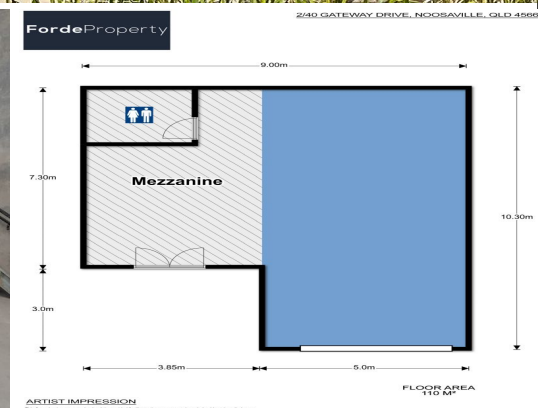 FordeProperty
2/40 GATEWAY DRIVE, NOOSAVILLE, QLD 4566
9.00m
7.30m
Mezzanine
10.30m
3.0m
3.85m
5.0m
FLOOR AREA
110 M²
ARTIST IMPRESSION